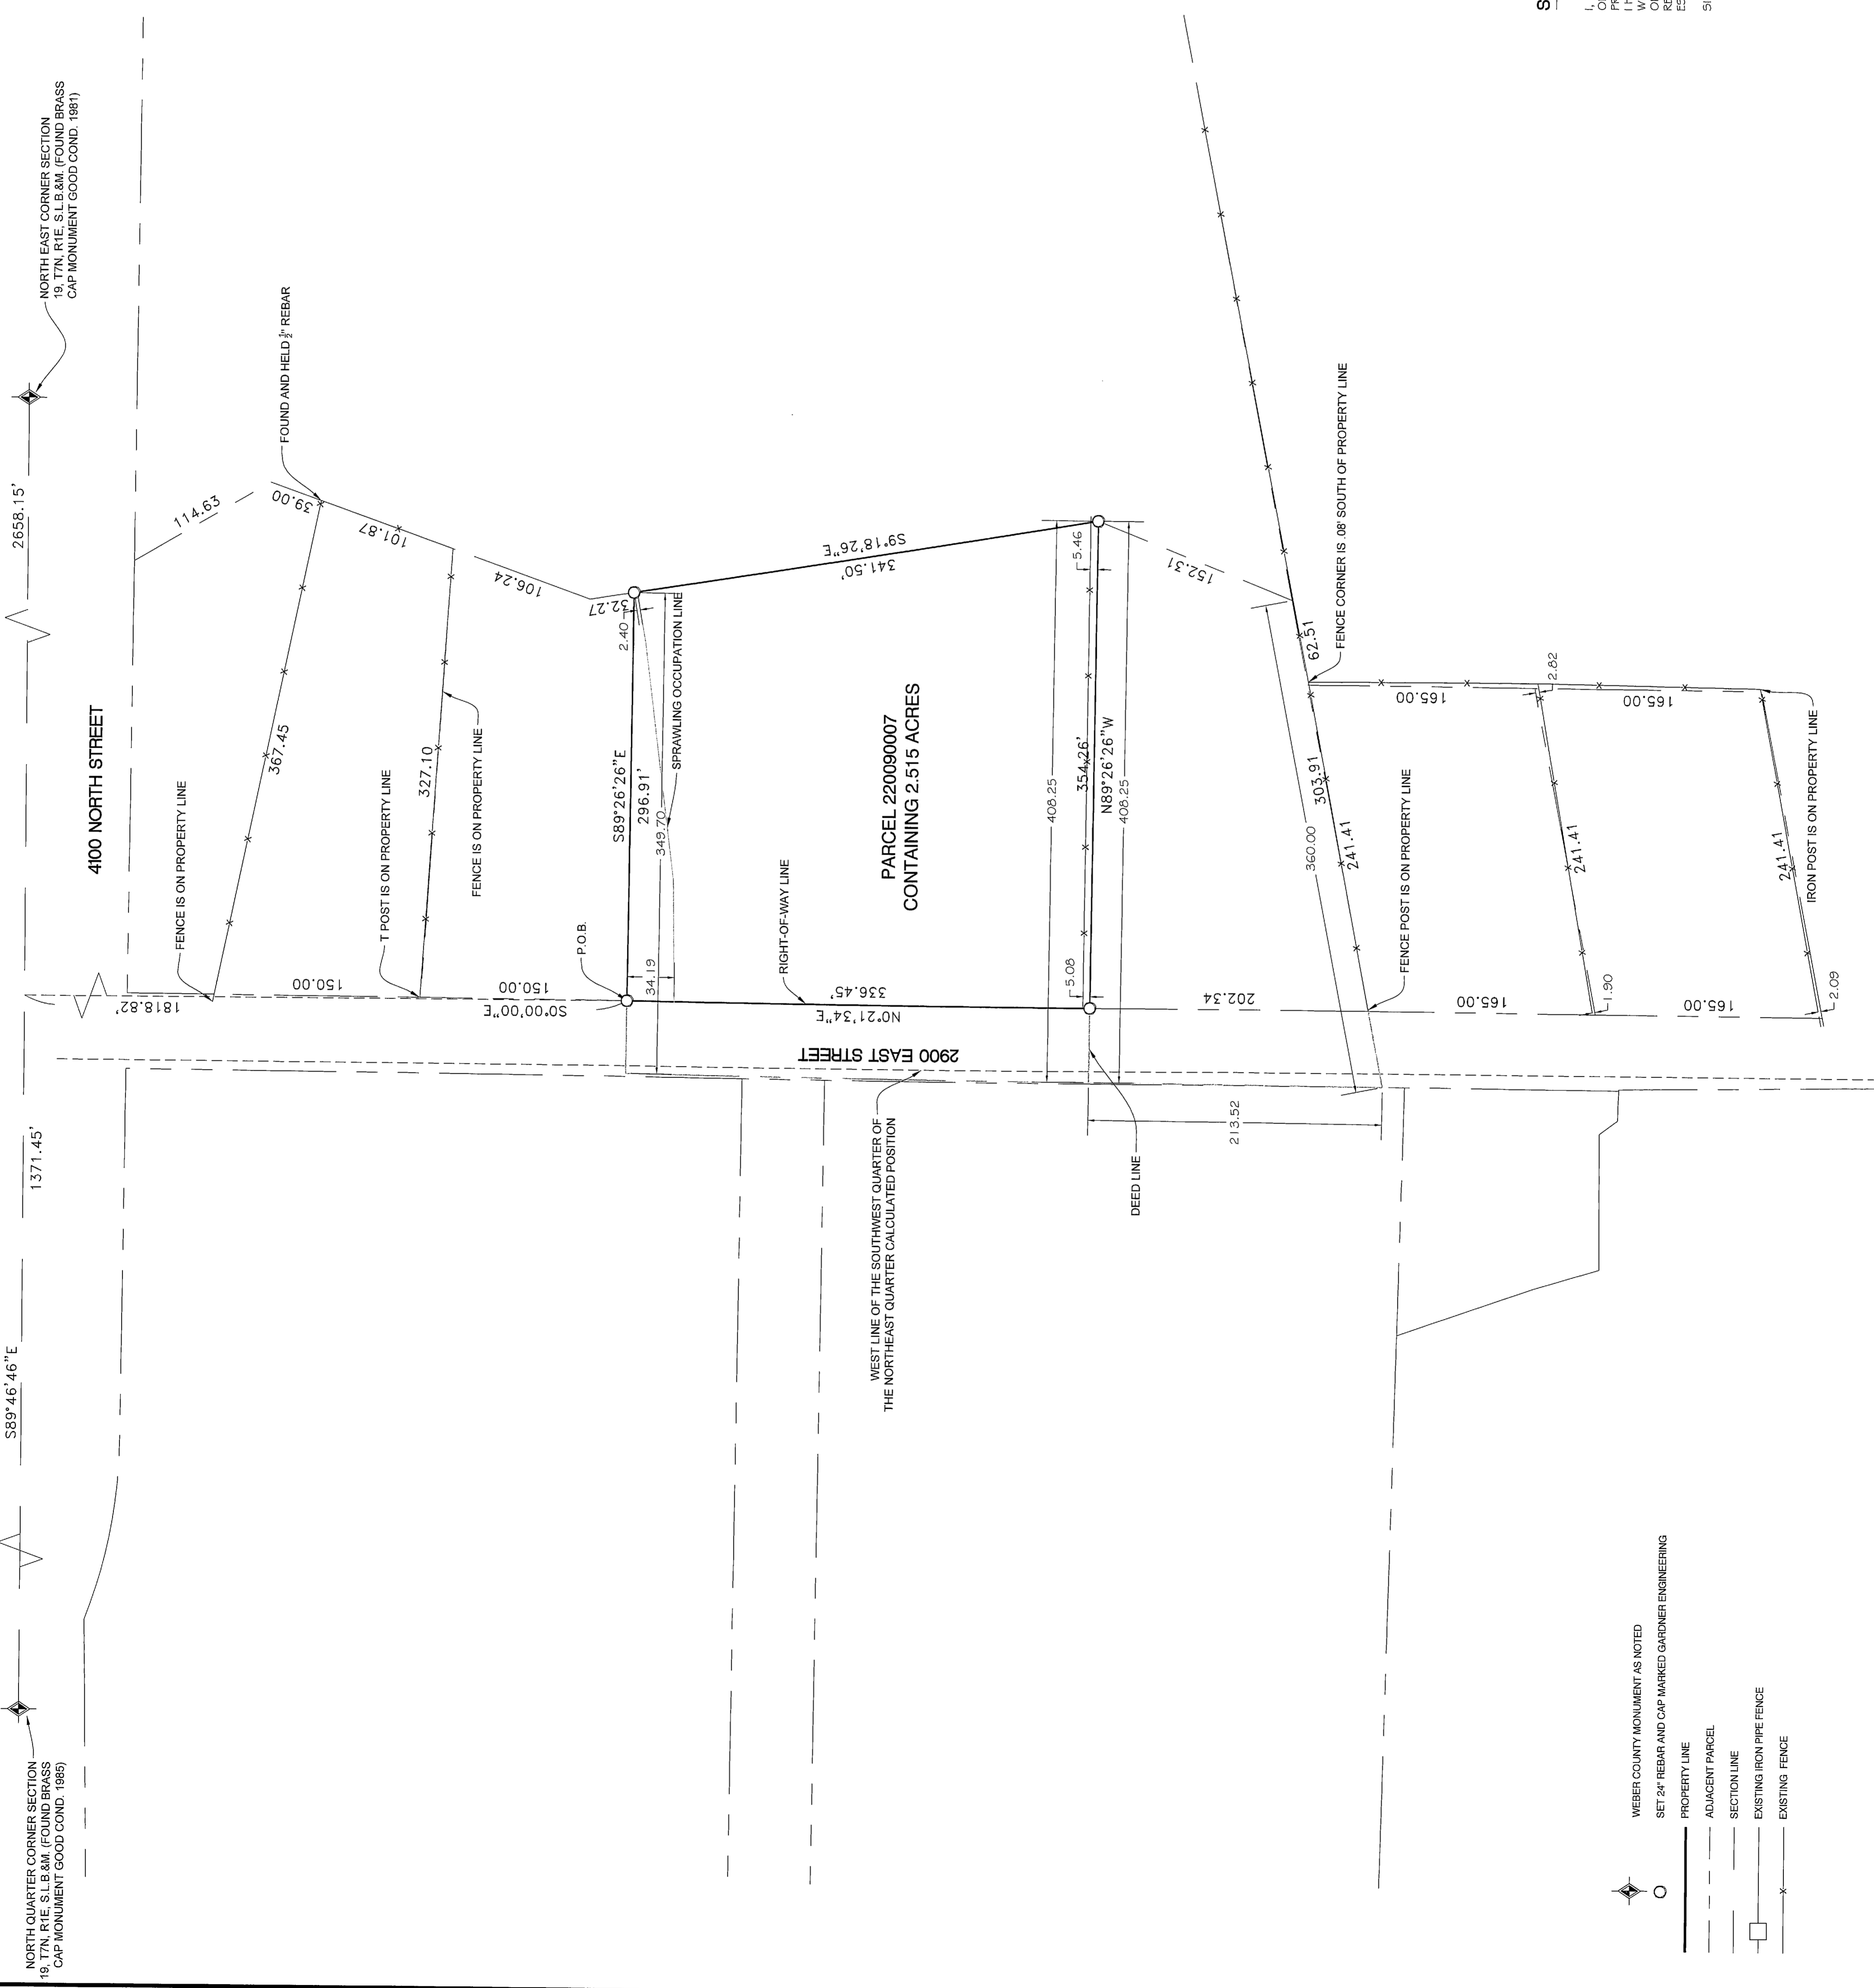 NORTH EAST CORNER SECTION
19, T7N, R1E, S.L.B.&M. (FOUND BRASS
CAP MONUMENT GOOD COND. 1981)
2658.15'
S89°46'46"E
1371.45'
NORTH QUARTER CORNER SECTION
19, T7N, R1E, S.L.B.&M. (FOUND BRASS
CAP MONUMENT GOOD COND. 1985)
4100 NORTH STREET
1818.82'
114.63
39.00
FOUND AND HELD ½" REBAR
FENCE IS ON PROPERTY LINE
367.45
101.87
150.00
T POST IS ON PROPERTY LINE
327.10
FENCE IS ON PROPERTY LINE
106.24
150.00
S0°00'00"E
P.O.B.
32.27
2.40
S89°26'26"E
296.91'
349.70
34.19
SPRAWLING OCCUPATION LINE
RIGHT-OF-WAY LINE
336.45'
N0°21'34"E
2900 EAST STREET
S9°18'26"E
341.50'
PARCEL 220090007
CONTAINING 2.515 ACRES
WEST LINE OF THE SOUTHWEST QUARTER OF
THE NORTHEAST QUARTER CALCULATED POSITION
408.25
5.46
5.08
354.26'
N89°26'26"W
408.25
DEED LINE
152.31
202.34
213.52
62.51
303.91
241.41
360.00
FENCE CORNER IS .08' SOUTH OF PROPERTY LINE
FENCE POST IS ON PROPERTY LINE
165.00
165.00
2.82
241.41
1.90
165.00
165.00
241.41
2.09
IRON POST IS ON PROPERTY LINE
WEBER COUNTY MONUMENT AS NOTED
SET 24" REBAR AND CAP MARKED GARDNER ENGINEERING
PROPERTY LINE
ADJACENT PARCEL
SECTION LINE
EXISTING IRON PIPE FENCE
EXISTING FENCE